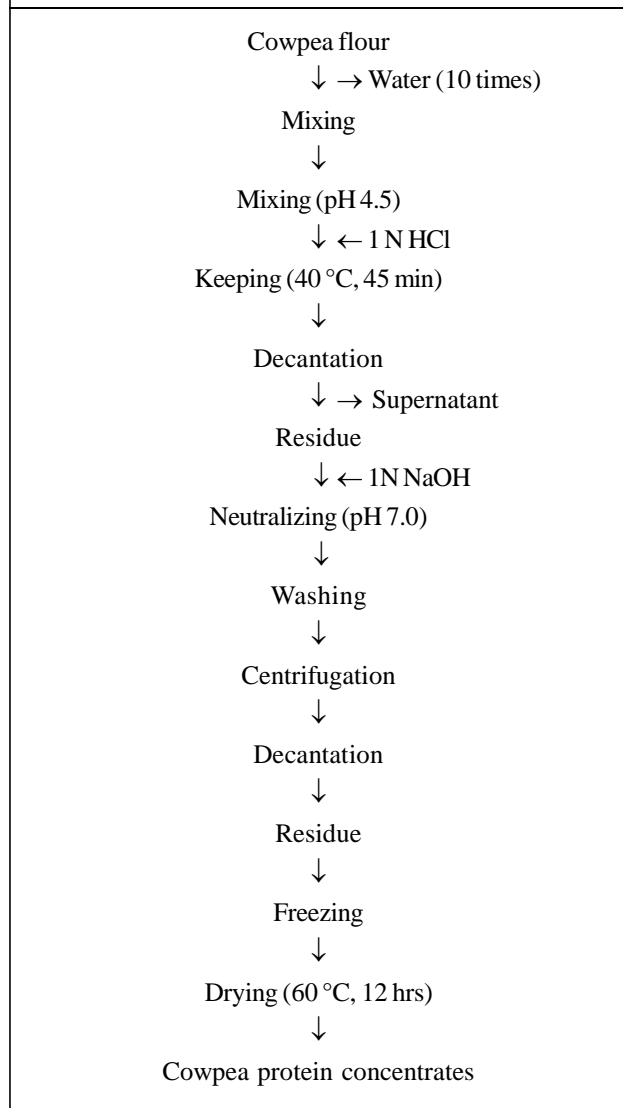 Cowpea flour
↓ → Water (10 times)
Mixing
↓
Mixing (pH 4.5)
↓ ← 1 N HCl
Keeping (40 °C, 45 min)
↓
Decantation
↓ → Supernatant
Residue
↓ ← 1N NaOH
Neutralizing (pH 7.0)
↓
Washing
↓
Centrifugation
↓
Decantation
↓
Residue
↓
Freezing
↓
Drying (60 °C, 12 hrs)
↓
Cowpea protein concentrates